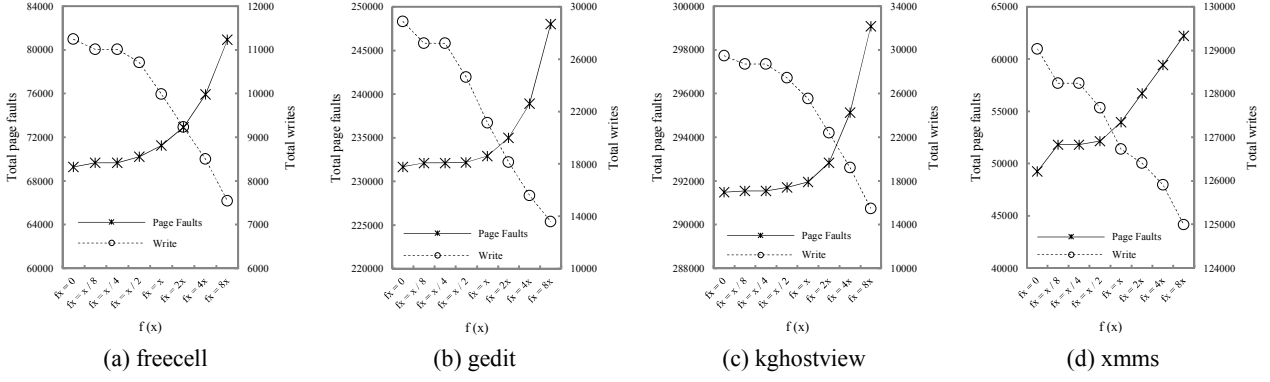 84000
80000
76000
72000
68000
64000
60000
Total page faults
12000
11000
10000
9000
8000
7000
6000
Total writes
Page Faults
Write
fx = 0
fx = x / 8
fx = x / 4
fx = x / 2
fx = x
fx = 2x
fx = 4x
fx = 8x
f (x)
(a) freecell
250000
245000
240000
235000
230000
225000
220000
Total page faults
30000
26000
22000
18000
14000
10000
Total writes
Page Faults
Write
fx = 0
fx = x / 8
fx = x / 4
fx = x / 2
fx = x
fx = 2x
fx = 4x
fx = 8x
f (x)
(b) gedit
300000
298000
296000
294000
292000
290000
288000
Total page faults
34000
30000
26000
22000
18000
14000
10000
Total writes
Page Faults
Write
fx = 0
fx = x / 8
fx = x / 4
fx = x / 2
fx = x
fx = 2x
fx = 4x
fx = 8x
f (x)
(c) kghostview
65000
60000
55000
50000
45000
40000
Total page faults
130000
129000
128000
127000
126000
125000
124000
Total writes
Page Faults
Write
fx = 0
fx = x / 8
fx = x / 4
fx = x / 2
fx = x
fx = 2x
fx = 4x
fx = 8x
f (x)
(d) xmms